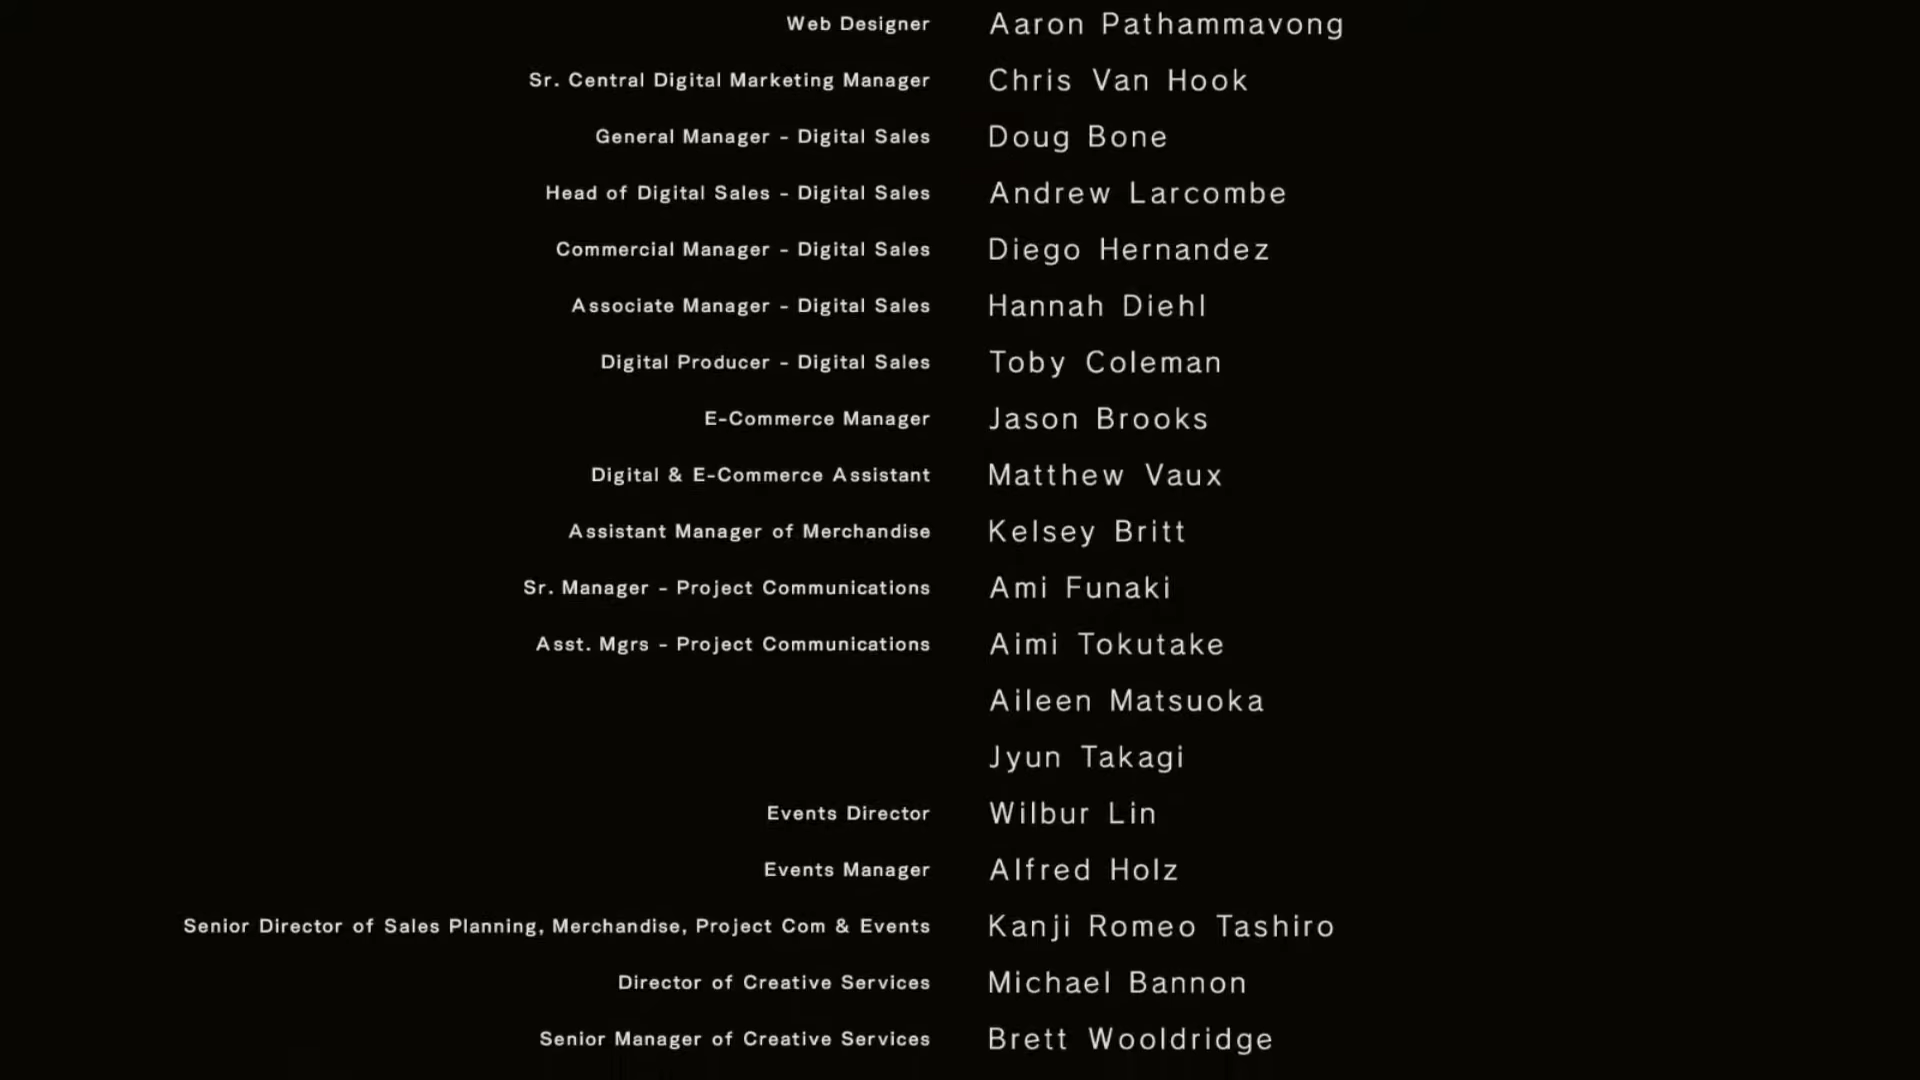 Web Designer Aaron Pathammavong
Sr. Central Digital Marketing Manager Chris Van Hook
General Manager - Digital Sales Doug Bone
Head of Digital Sales - Digital Sales Andrew Larcombe
Commercial Manager - Digital Sales Diego Hernandez
Associate Manager - Digital Sales Hannah Diehl
Digital Producer - Digital Sales Toby Coleman
E-Commerce Manager Jason Brooks
Digital & E-Commerce Assistant Matthew Vaux
Assistant Manager of Merchandise Kelsey Britt
Sr. Manager - Project Communications Ami Funaki
Asst. Mgrs - Project Communications Aimi Tokutake
Aileen Matsuoka
Jyun Takagi
Events Director Wilbur Lin
Events Manager Alfred Holz
Senior Director of Sales Planning, Merchandise, Project Com & Events Kanji Romeo Tashiro
Director of Creative Services Michael Bannon
Senior Manager of Creative Services Brett Wooldridge